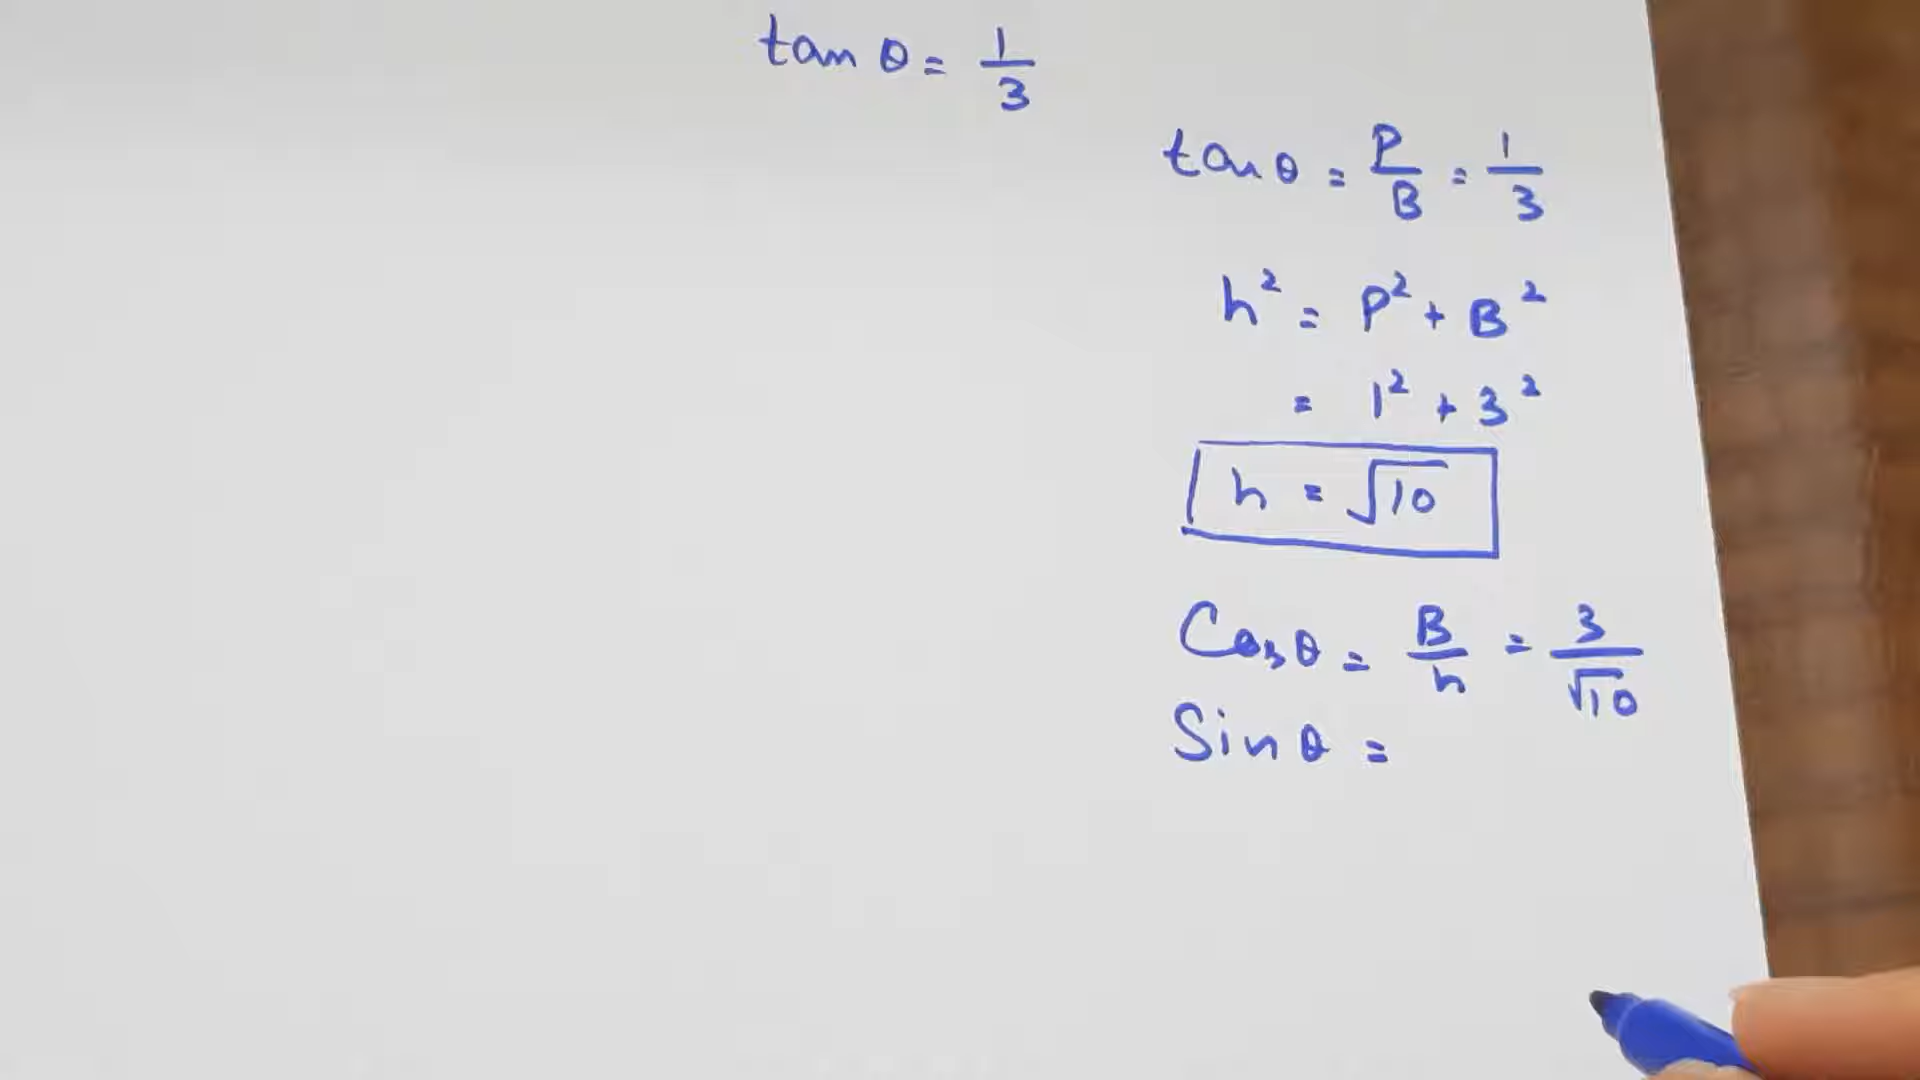 tan θ = 1/3
tan θ = P/B = 1/3
h² = P² + B²
= 1² + 3²
h = √10
Cos θ = B/h = 3/√10
Sin θ =